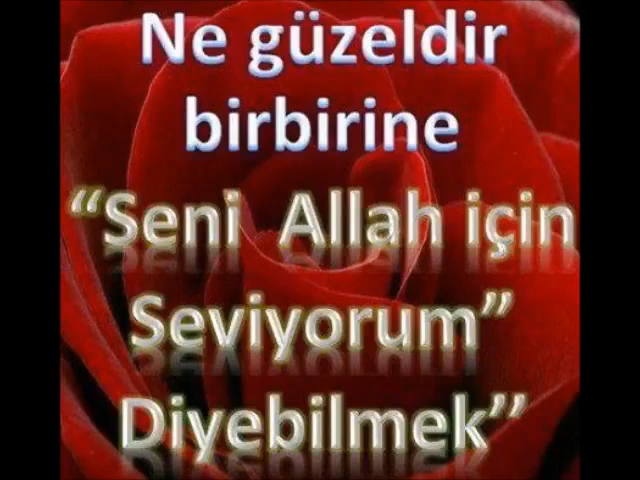 Ne güzeldir
birbirine
“Seni Allah için
Seviyorum”
Diyebilmek”